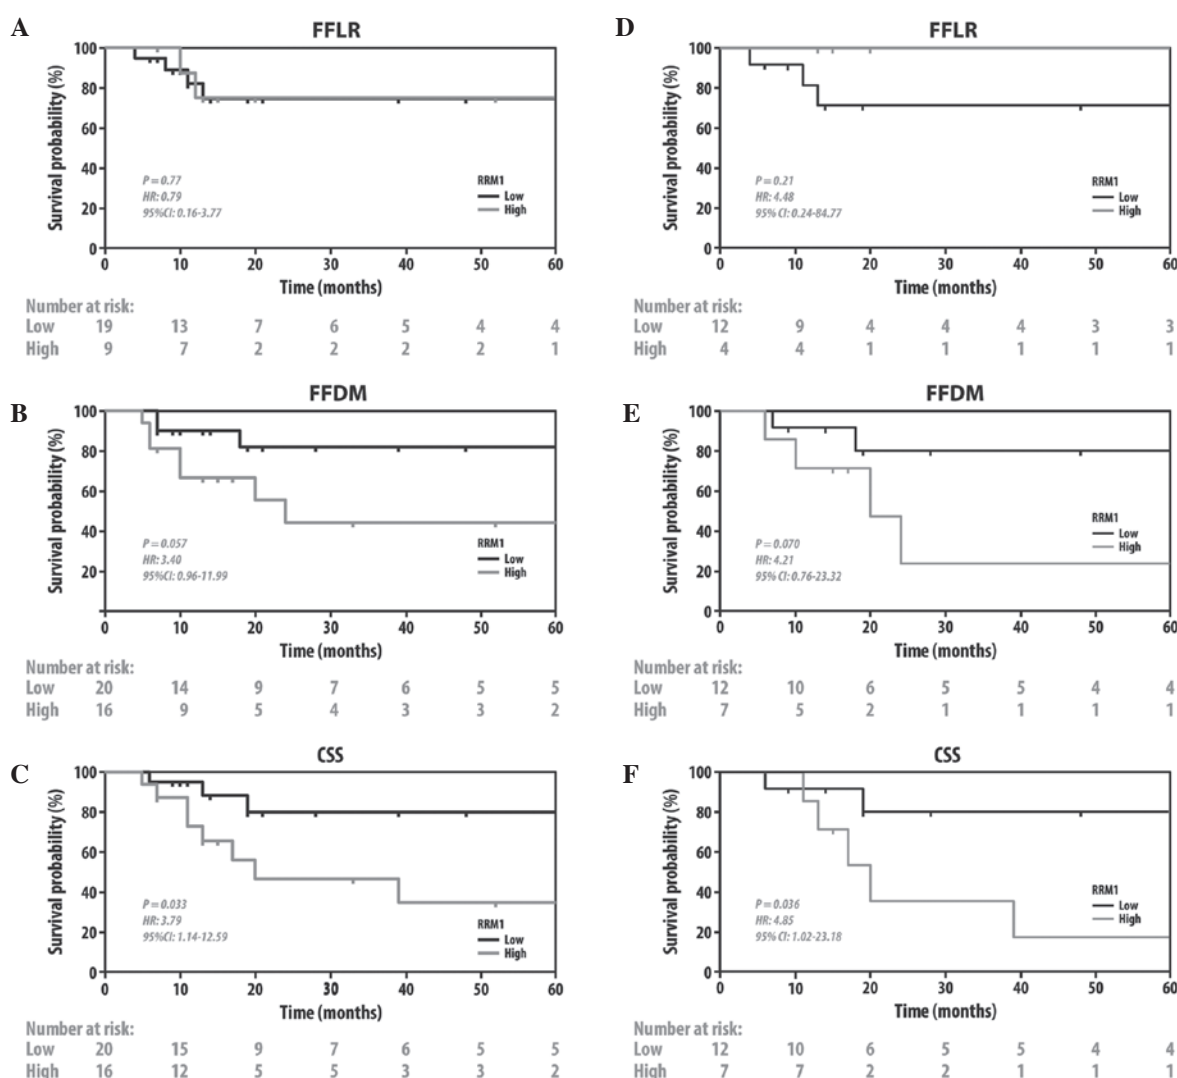 A
FFLR
Survival probability (%)
100
80
60
40
20
0
P = 0.77
HR: 0.79
95%CI: 0.16-3.77
RRM1
Low
High
0 10 20 30 40 50 60
Time (months)
Number at risk:
Low 19 13 7 6 5 4 4
High 9 7 2 2 2 2 1
D
FFLR
Survival probability (%)
100
80
60
40
20
0
P = 0.21
HR: 4.48
95% CI: 0.24-84.77
RRM1
Low
High
0 10 20 30 40 50 60
Time (months)
Number at risk:
Low 12 9 4 4 4 3 3
High 4 4 1 1 1 1 1
B
FFDM
Survival probability (%)
100
80
60
40
20
P = 0.057
HR: 3.40
95%CI: 0.96-11.99
RRM1
Low
High
0 10 20 30 40 50 60
Time (months)
Number at risk:
Low 20 14 9 7 6 5 5
High 16 9 5 4 3 3 2
E
FFDM
Survival probability (%)
100
80
60
40
20
0
P = 0.070
HR: 4.21
95% CI: 0.76-23.32
RRM1
Low
High
0 10 20 30 40 50 60
Time (months)
Number at risk:
Low 12 10 6 5 5 4 4
High 7 5 2 1 1 1 1
C
CSS
Survival probability (%)
100
80
60
40
20
0
P = 0.033
HR: 3.79
95%CI: 1.14-12.59
RRM1
Low
High
0 10 20 30 40 50 60
Time (months)
Number at risk:
Low 20 15 9 7 6 5 5
High 16 12 5 5 3 3 2
F
CSS
Survival probability (%)
100
80
60
40
20
0
P = 0.036
HR: 4.85
95% CI: 1.02-23.18
RRM1
Low
High
0 10 20 30 40 50 60
Time (months)
Number at risk:
Low 12 10 6 5 5 4 4
High 7 7 2 2 1 1 1